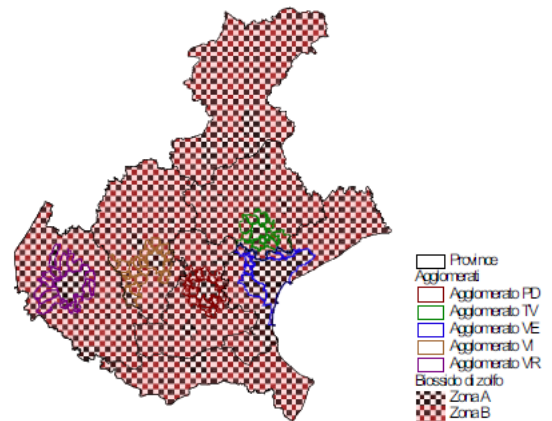 Province
Agglomerati
Agglomerato PD
Agglomerato TV
Agglomerato VE
Agglomerato VI
Agglomerato VR
Biossido di zolfo
Zona A
Zona B